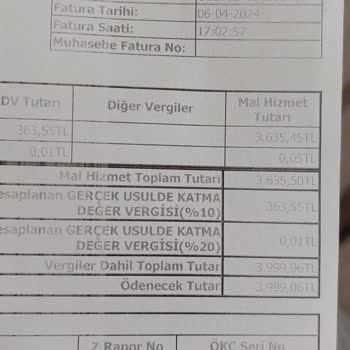 Fatura Tarihi: 06-04-2024
Fatura Saati: 17:02:57
Muhasebe Fatura No:
DV Tutarı Diğer Vergiler Mal Hizmet
Tutarı
363,55TL 3.635,45TL
0,01TL 0,05TL
Mal Hizmet Toplam Tutarı 3.635,50TL
esaplanan GERÇEK USULDE KATMA
DEĞER VERGİSİ(%10) 363,55TL
esaplanan GERÇEK USULDE KATMA
DEĞER VERGİSİ(%20) 0,01TL
Vergiler Dahil Toplam Tutar 3.999,06TL
Ödenecek Tutar 3.999,06TL
Z Rapor No ÖKC Seri No